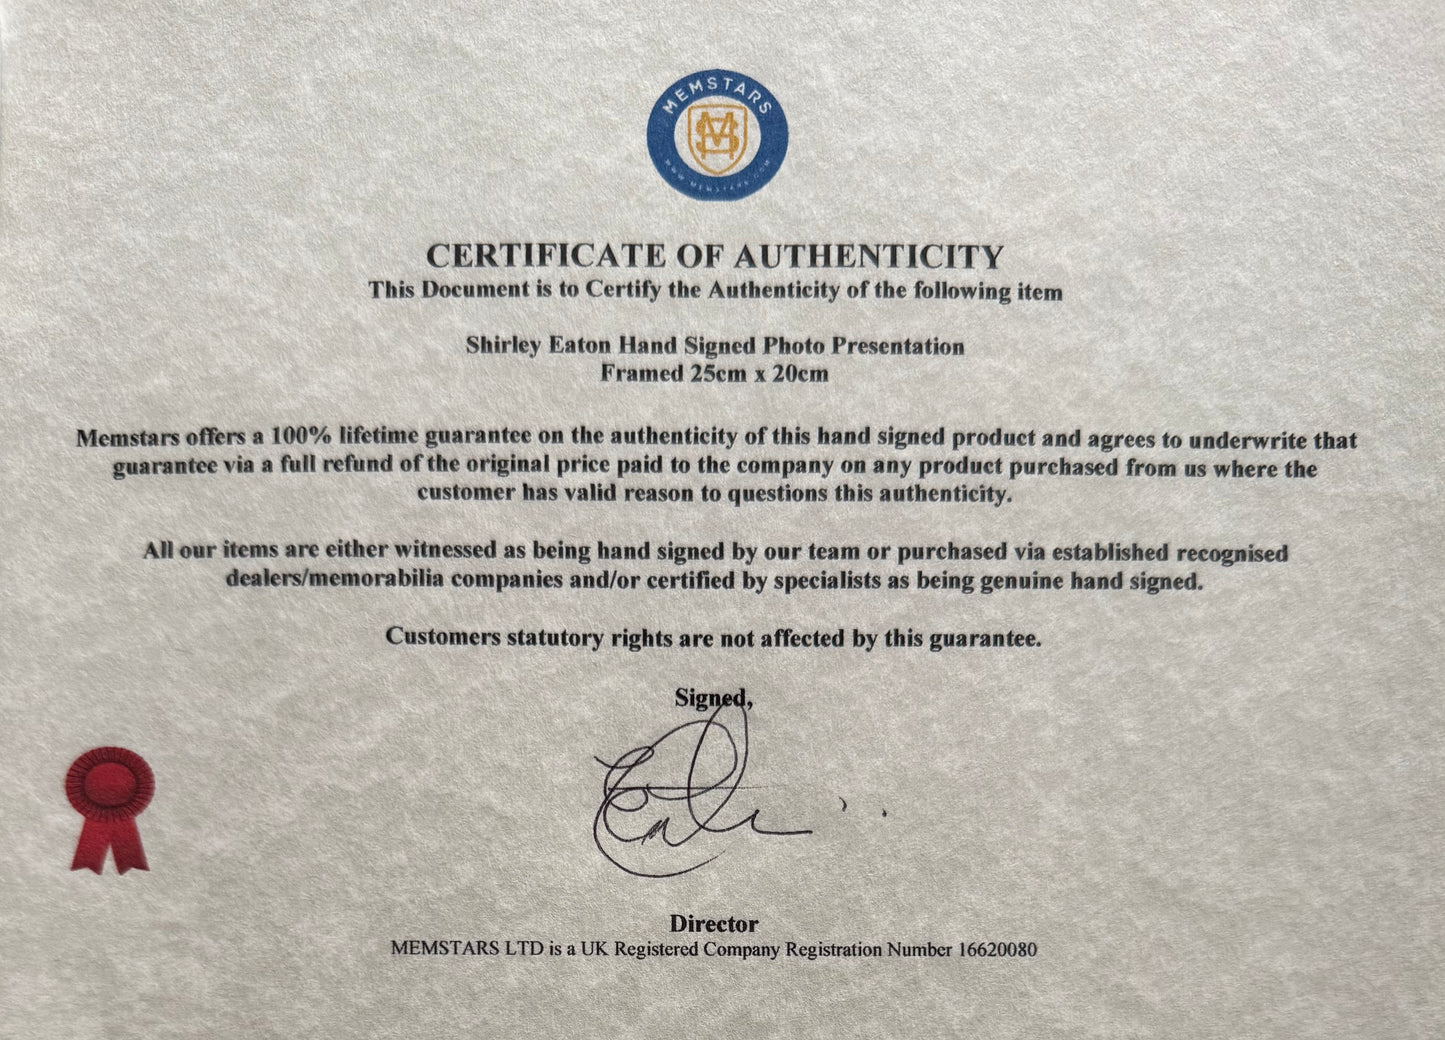 MEMSTARS
MS
WWW.MEMSTARS.COM
CERTIFICATE OF AUTHENTICITY
This Document is to Certify the Authenticity of the following item
Shirley Eaton Hand Signed Photo Presentation
Framed 25cm x 20cm
Memstars offers a 100% lifetime guarantee on the authenticity of this hand signed product and agrees to underwrite that
guarantee via a full refund of the original price paid to the company on any product purchased from us where the
customer has valid reason to questions this authenticity.
All our items are either witnessed as being hand signed by our team or purchased via established recognised
dealers/memorabilia companies and/or certified by specialists as being genuine hand signed.
Customers statutory rights are not affected by this guarantee.
Signed,
Director
MEMSTARS LTD is a UK Registered Company Registration Number 16620080